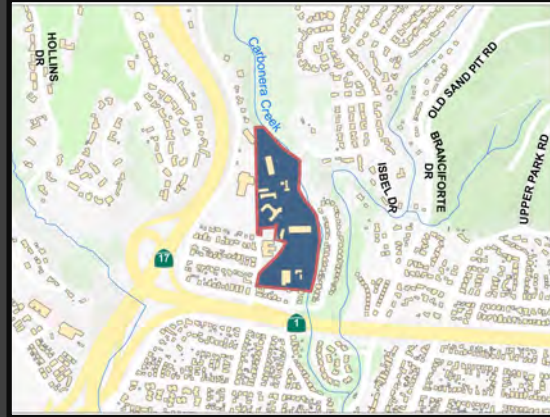 HOLLINS
DR
Carbonera Creek
OLD SAND PIT RD
BRANCIFORTE
DR
ISBEL DR
UPPER PARK RD
17
1